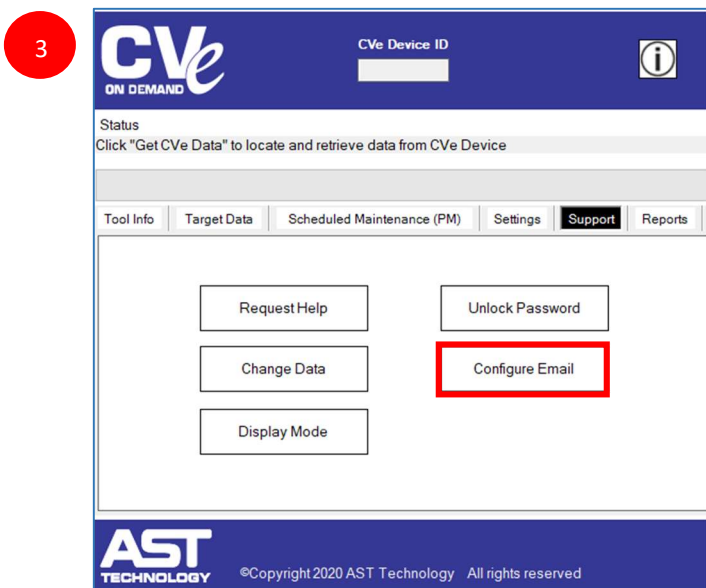 3
CVe
ON DEMAND
CVe Device ID
i
Status
Click "Get CVe Data" to locate and retrieve data from CVe Device
Tool Info Target Data Scheduled Maintenance (PM) Settings Support Reports
Request Help Unlock Password
Change Data Configure Email
Display Mode
AST
TECHNOLOGY
©Copyright 2020 AST Technology All rights reserved